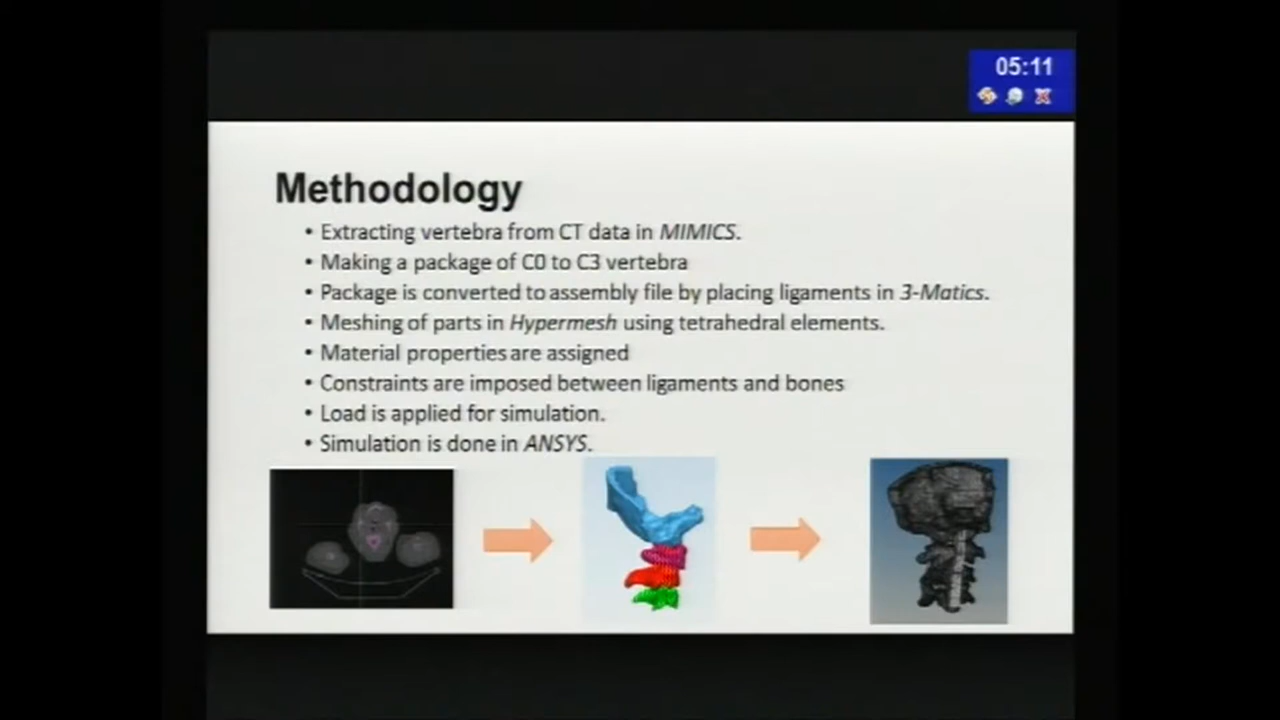 05:11
Methodology
• Extracting vertebra from CT data in MIMICS.
• Making a package of C0 to C3 vertebra
• Package is converted to assembly file by placing ligaments in 3-Matics.
• Meshing of parts in Hypermesh using tetrahedral elements.
• Material properties are assigned
• Constraints are imposed between ligaments and bones
• Load is applied for simulation.
• Simulation is done in ANSYS.